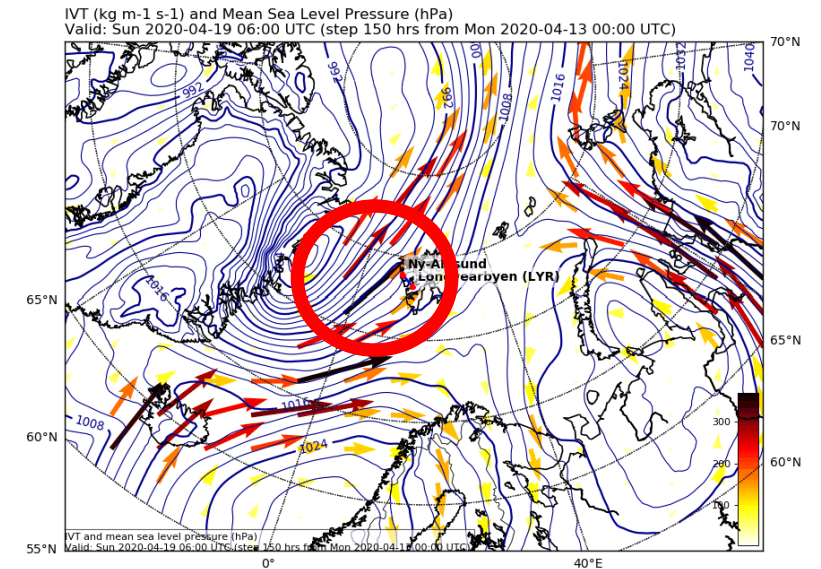 IVT (kg m-1 s-1) and Mean Sea Level Pressure (hPa)
Valid: Sun 2020-04-19 06:00 UTC (step 150 hrs from Mon 2020-04-13 00:00 UTC)
70°N
992
992
00
1008
1016
1024
1032
1040
70°N
Ny-Ålesund
Longyearbyen (LYR)
1016
65°N
65°N
1016
1008
1024
300
200
100
60°N
60°N
IVT and mean sea level pressure (hPa)
Valid: Sun 2020-04-19 06:00 UTC (step 150 hrs from Mon 2020-04-13 00:00 UTC)
55°N
0°
40°E